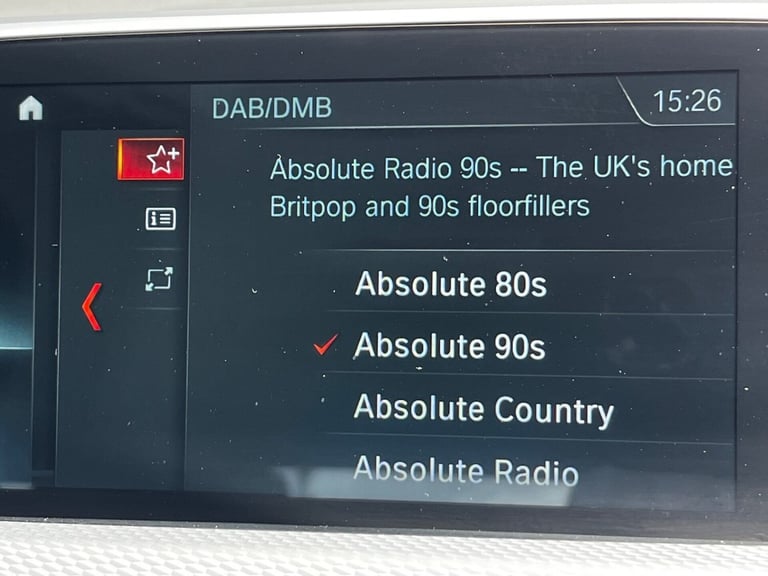 DAB/DMB
15:26
Absolute Radio 90s -- The UK's home
Britpop and 90s floorfillers
Absolute 80s
Absolute 90s
Absolute Country
Absolute Radio